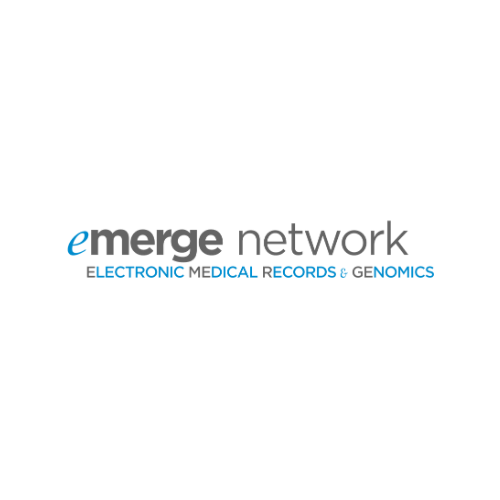 emerge network
ELECTRONIC MEDICAL RECORDS & GENOMICS